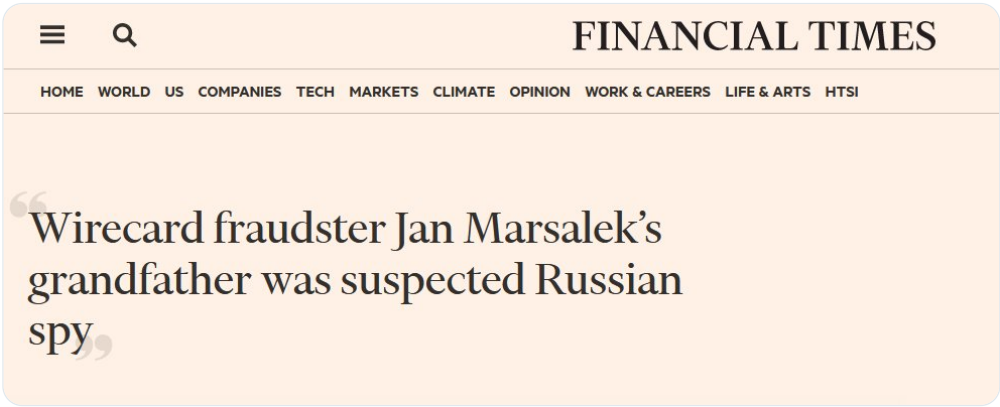 FINANCIAL TIMES
HOME WORLD US COMPANIES TECH MARKETS CLIMATE OPINION WORK & CAREERS LIFE & ARTS HTSI
“Wirecard fraudster Jan Marsalek’s
grandfather was suspected Russian
spy”